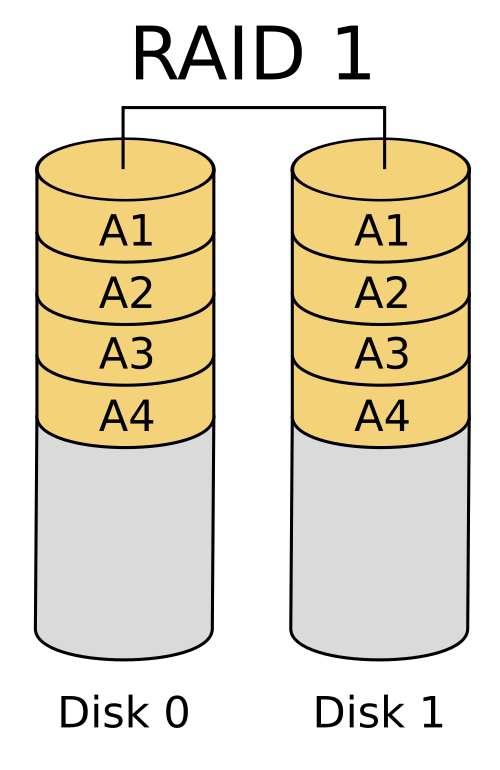 RAID 1
A1 A1
A2 A2
A3 A3
A4 A4
Disk 0 Disk 1